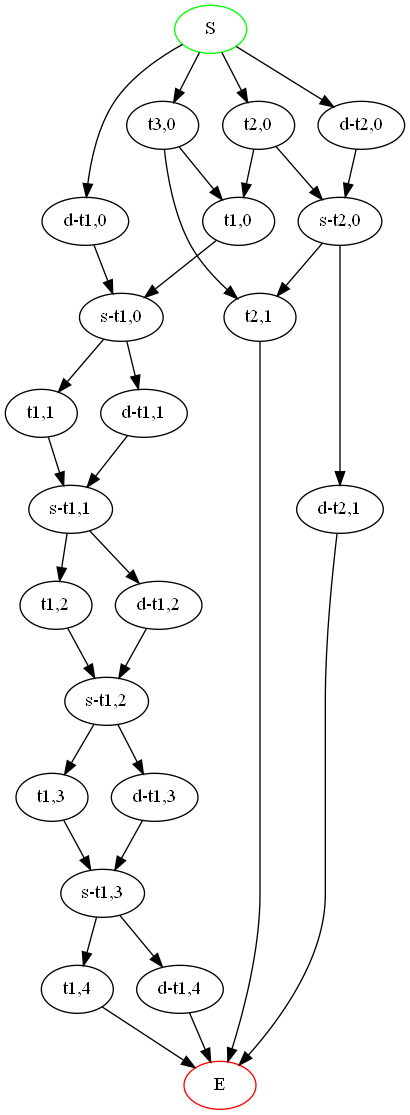 S
t3,0
t2,0
d-t2,0
d-t1,0
t1,0
s-t2,0
s-t1,0
t2,1
t1,1
d-t1,1
s-t1,1
d-t2,1
t1,2
d-t1,2
s-t1,2
t1,3
d-t1,3
s-t1,3
t1,4
d-t1,4
E